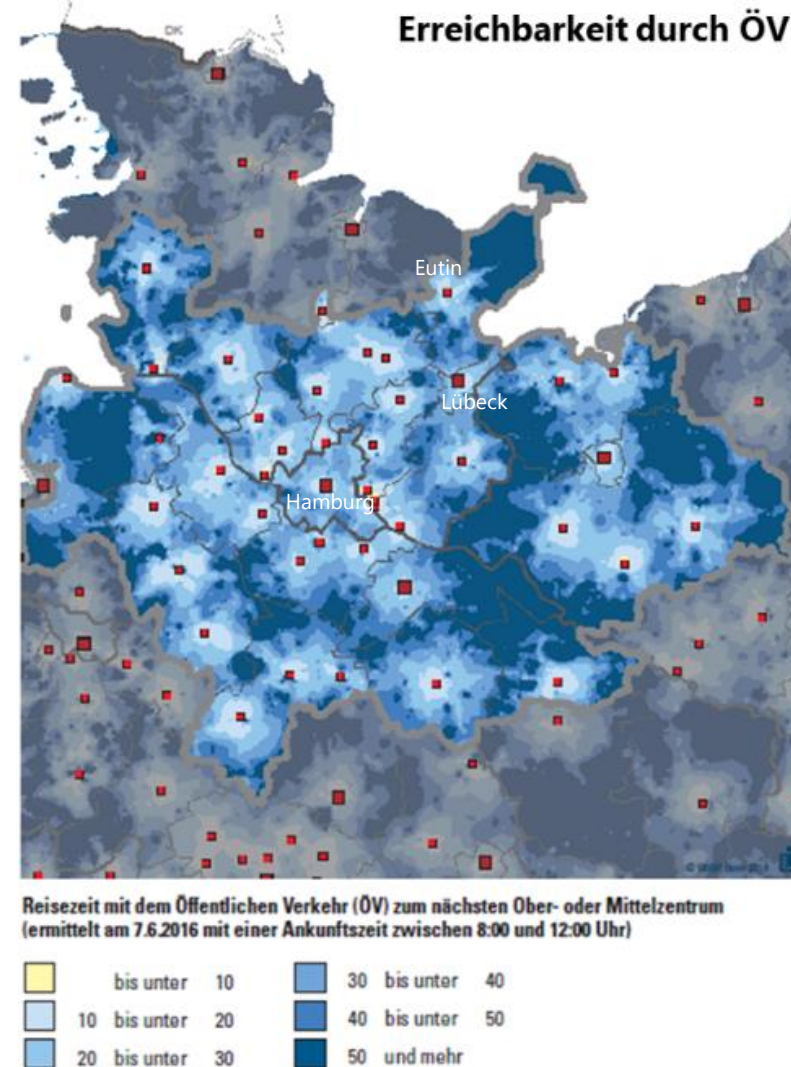 Erreichbarkeit durch ÖV
DK
Eutin
Lübeck
Hamburg
Reisezeit mit dem Öffentlichen Verkehr (ÖV) zum nächsten Ober- oder Mittelzentrum
(ermittelt am 7.6.2016 mit einer Ankunftszeit zwischen 8:00 und 12:00 Uhr)
bis unter 10
10 bis unter 20
20 bis unter 30
30 bis unter 40
40 bis unter 50
50 und mehr